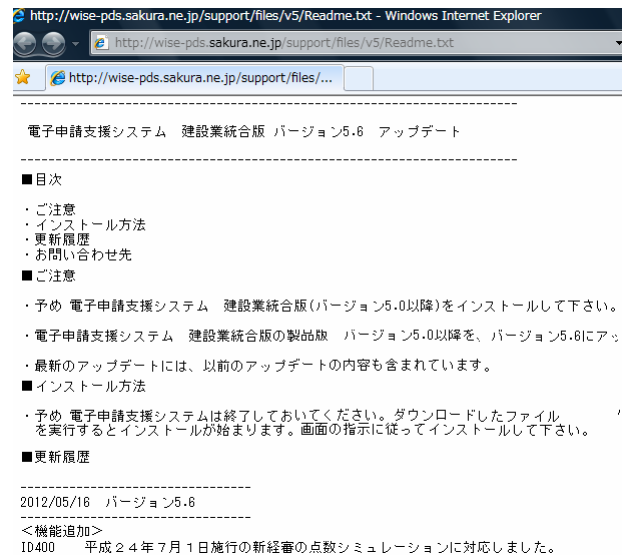 http://wise-pds.sakura.ne.jp/support/files/v5/Readme.txt - Windows Internet Explorer
http://wise-pds.sakura.ne.jp/support/files/v5/Readme.txt
http://wise-pds.sakura.ne.jp/support/files/...
----------------------------------------------------------------
電子申請支援システム 建設業統合版 バージョン5.6 アップデート
----------------------------------------------------------------
■目次
・ご注意
・インストール方法
・更新履歴
・お問い合わせ先
■ご注意
・予め 電子申請支援システム 建設業統合版(バージョン5.0以降)をインストールして下さい。
・電子申請支援システム 建設業統合版の製品版 バージョン5.0以降を、バージョン5.6にアッ
・最新のアップデートには、以前のアップデートの内容も含まれています。
■インストール方法
・予め 電子申請支援システムは終了しておいてください。ダウンロードしたファイル
を実行するとインストールが始まります。画面の指示に従ってインストールして下さい。
■更新履歴
------------------------------
2012/05/16 バージョン5.6
------------------------------
<機能追加>
ID400 平成24年7月1日施行の新経審の点数シミュレーションに対応しました。